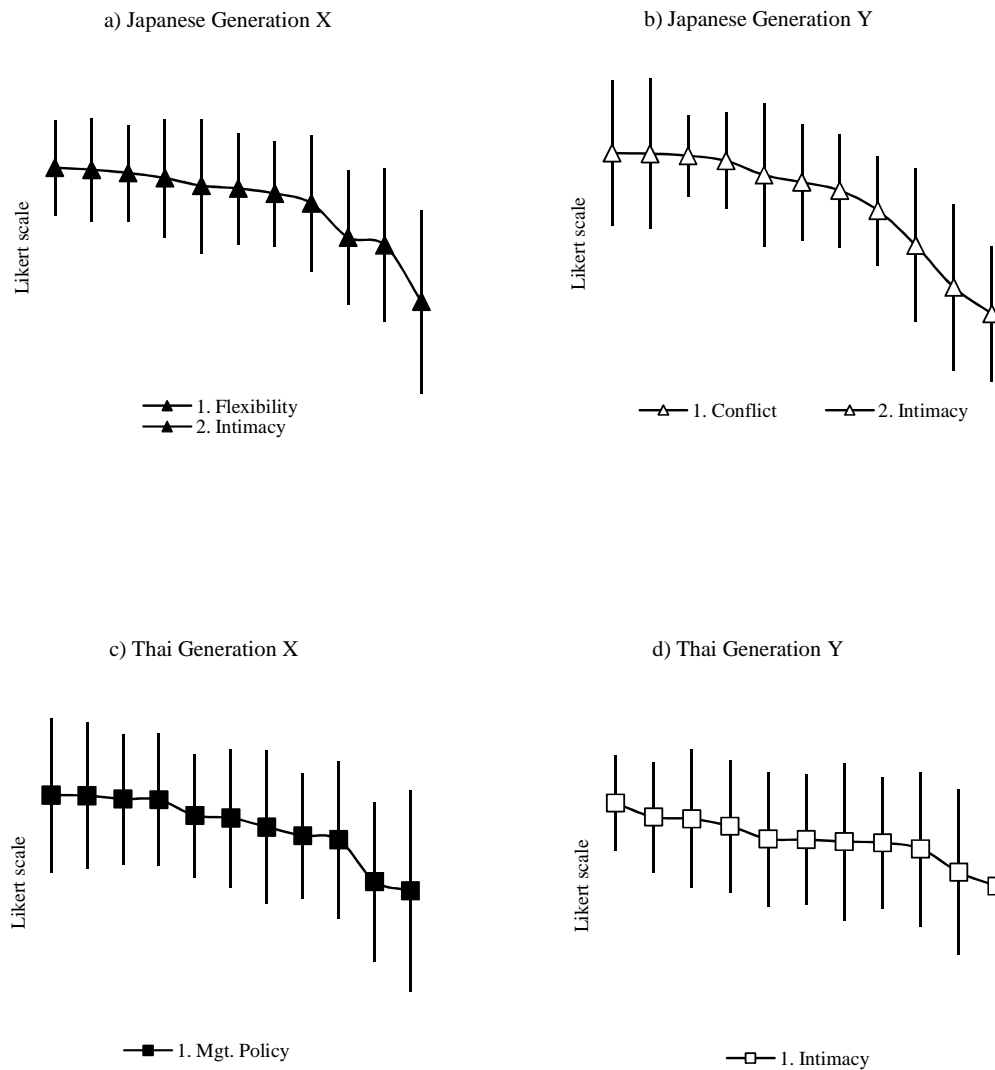 a) Japanese Generation X
b) Japanese Generation Y
Likert scale
Likert scale
1. Flexibility
2. Intimacy
1. Conflict
2. Intimacy
c) Thai Generation X
d) Thai Generation Y
Likert scale
Likert scale
1. Mgt. Policy
1. Intimacy